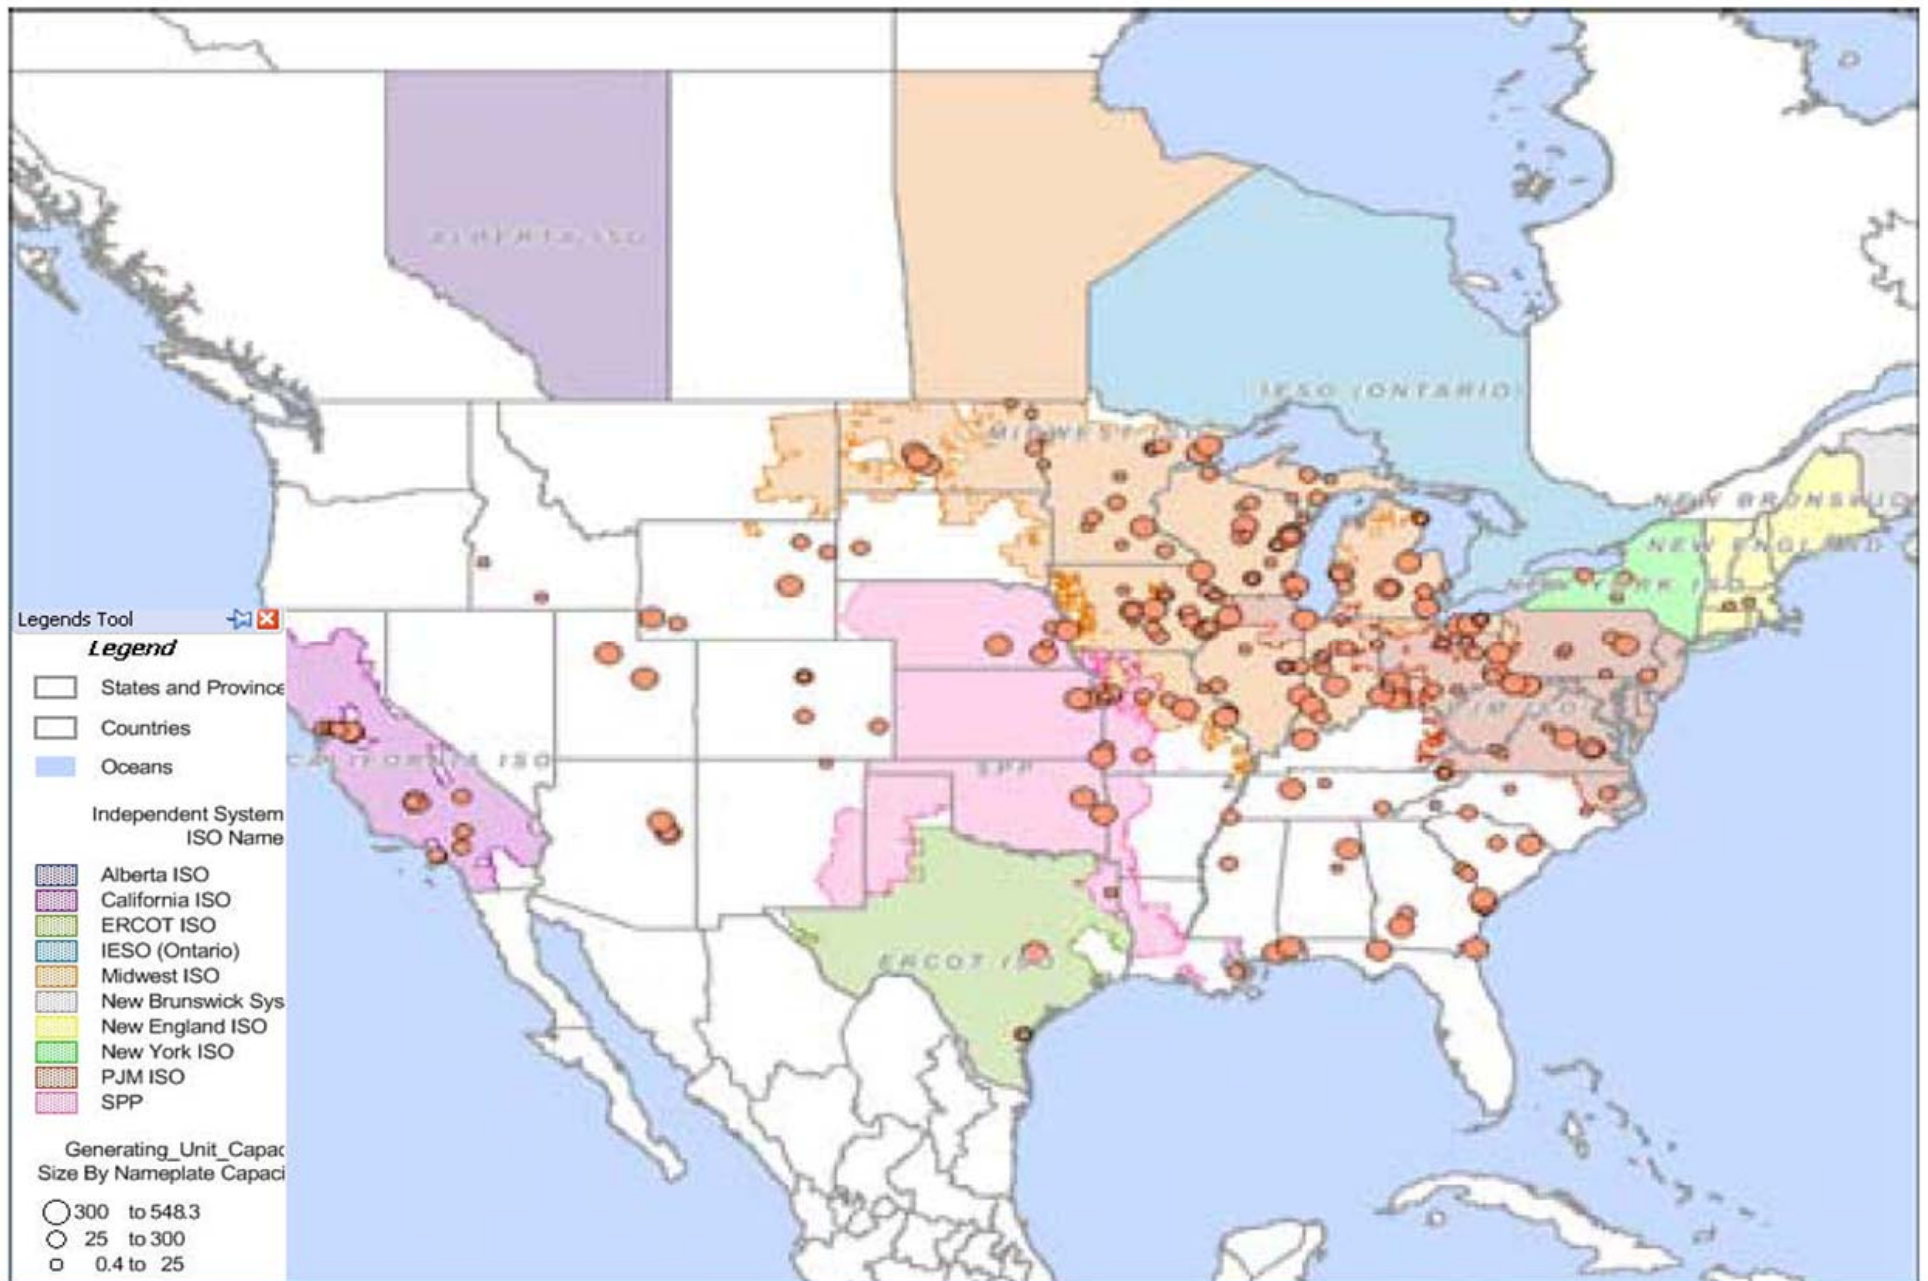 ALBERTA ISO
IESO (ONTARIO)
MIDWEST ISO
NEW BRUNSWIC
NEW ENGLAND
NEW YORK ISO
PJM ISO
CALIFORNIA ISO
SPP
ERCOT ISO
Legends Tool
Legend
States and Province
Countries
Oceans
Independent System
ISO Name
Alberta ISO
California ISO
ERCOT ISO
IESO (Ontario)
Midwest ISO
New Brunswick Sys
New England ISO
New York ISO
PJM ISO
SPP
Generating_Unit_Capac
Size By Nameplate Capaci
300 to 548.3
25 to 300
0.4 to 25